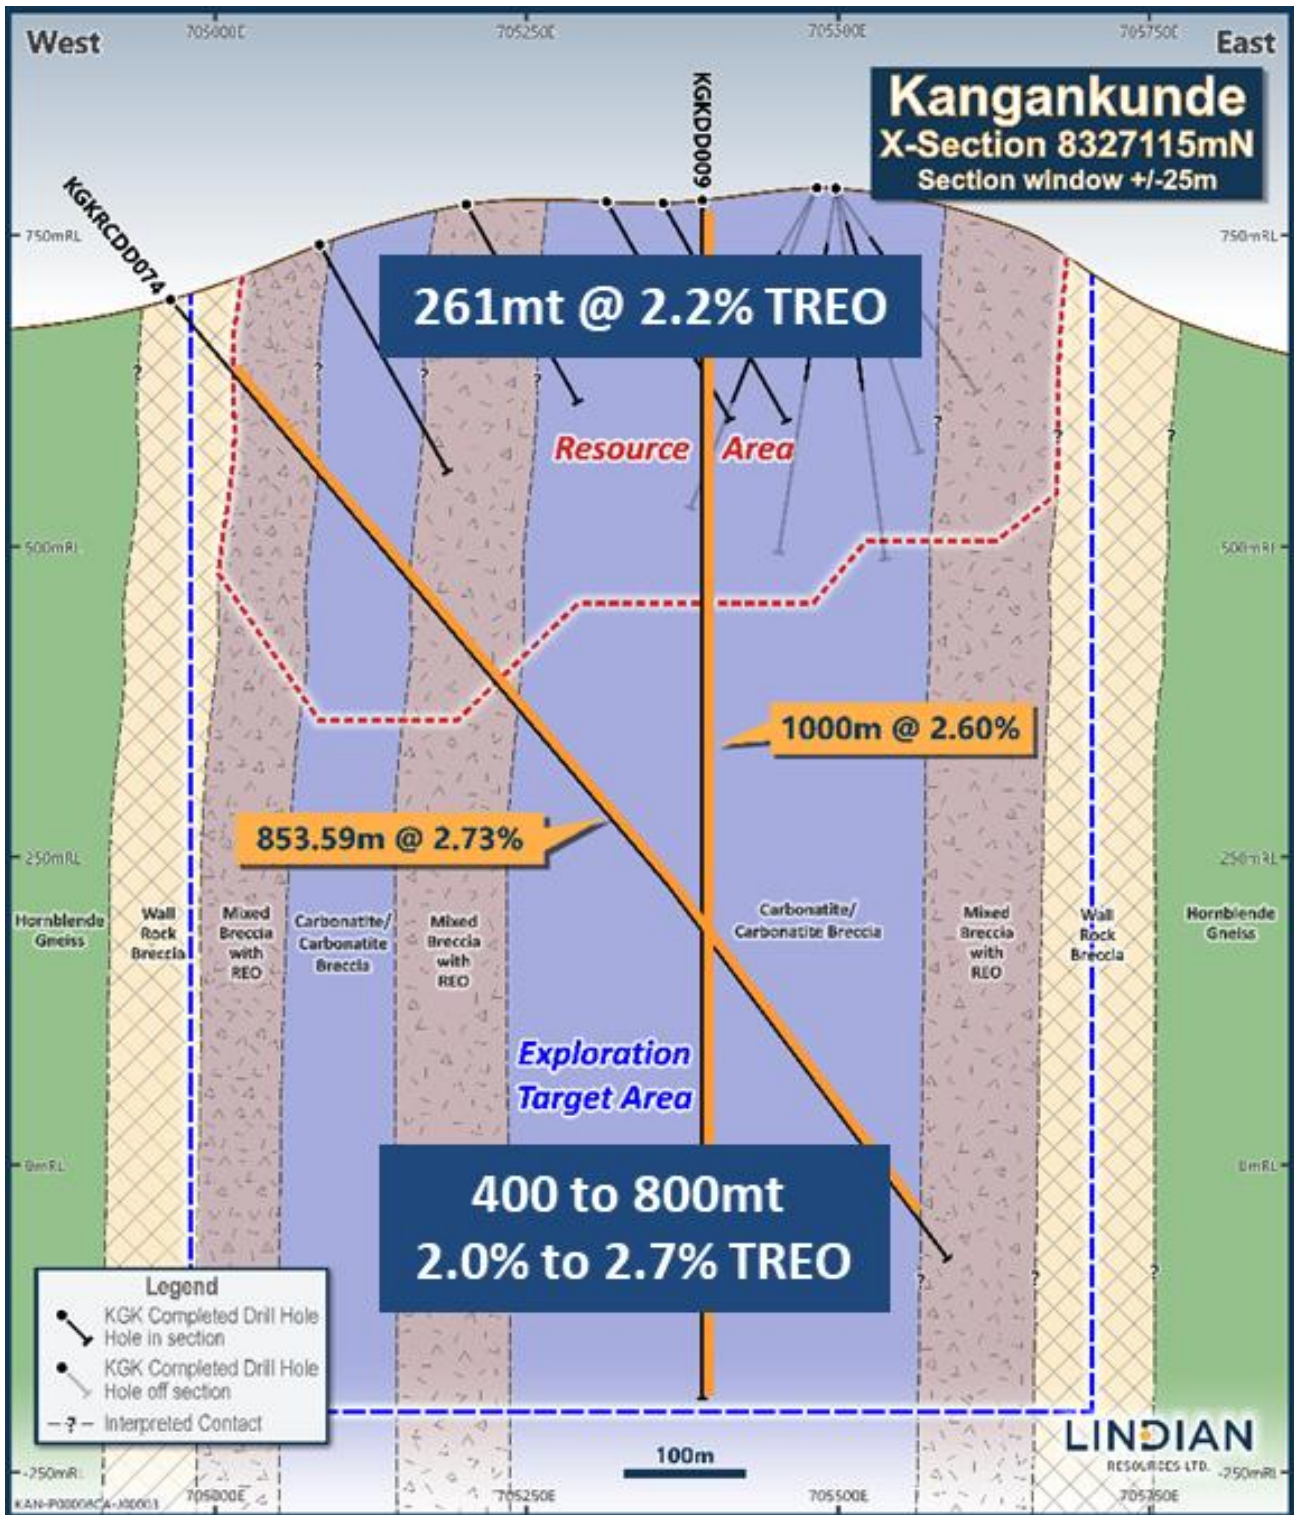 705000E 705250E 705500E 705750E
West
East
Kangankunde
X-Section 8327115mN
Section window +/-25m
KGKDD009
KGKRCDD074
750mRL
750mRL
261mt @ 2.2% TREO
?
?
?
?
?
?
?
Resource Area
500mRL
500mRL
1000m @ 2.60%
853.59m @ 2.73%
250mRL
250mRL
Hornblende
Gneiss
Wall
Rock
Breccia
Mixed
Breccia
with
REO
Carbonatite/
Carbonatite
Breccia
Mixed
Breccia
with
REO
Carbonatite/
Carbonatite Breccia
Mixed
Breccia
with
REO
Wall
Rock
Breccia
Hornblende
Gneiss
Exploration
Target Area
0mRL
0mRL
400 to 800mt
2.0% to 2.7% TREO
?
?
?
Legend
KGK Completed Drill Hole
Hole in section
KGK Completed Drill Hole
Hole off section
– ? – Interpreted Contact
LINDIAN
RESOURCES LTD.
100m
-250mRL
-250mRL
705000E 705250E 705500E 705750E